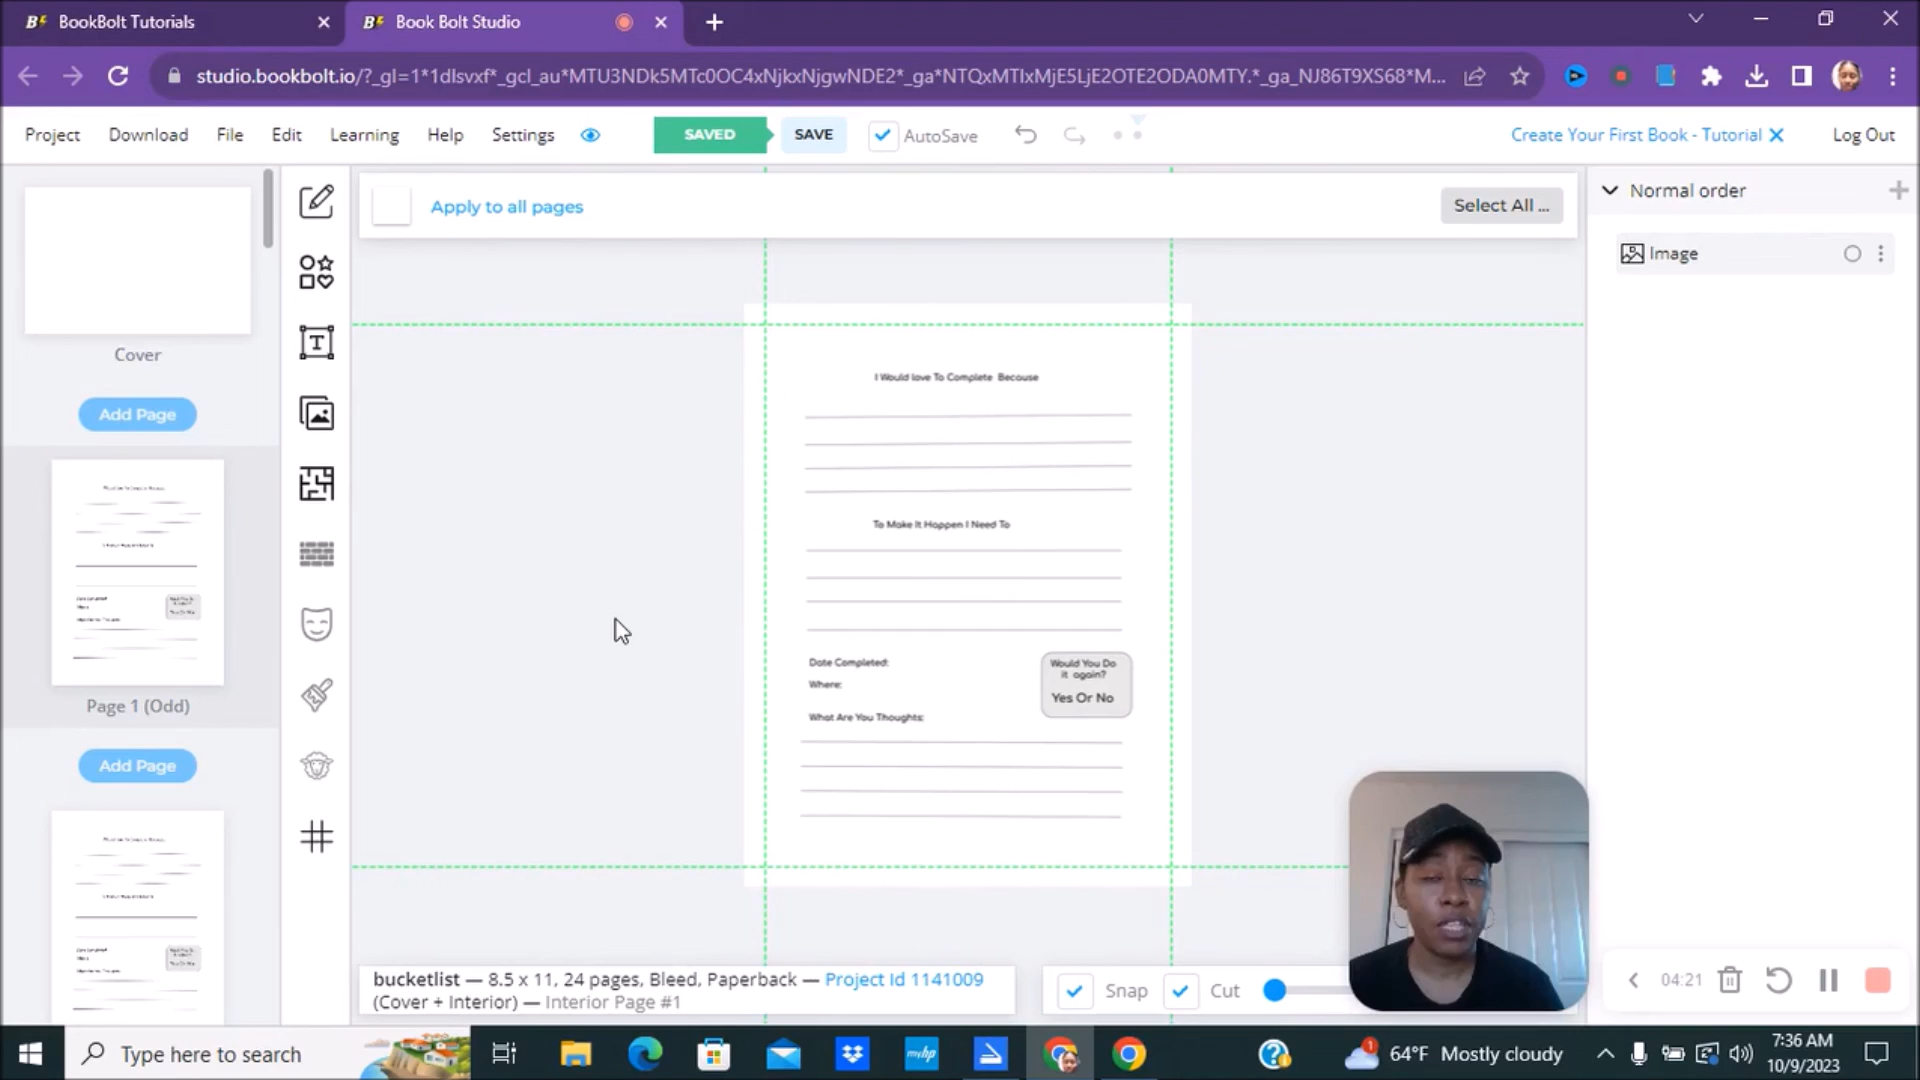 BookBolt Tutorials
Book Bolt Studio
studio.bookbolt.io/?_gl=1*1dlsvxf*_gcl_au*MTU3NDk5MTc0OC4xNjkxNjgwNDE2*_ga*NTQxMTIxMjE5LjE2OTE2ODA0MTY.*_ga_NJ86T9XS68*M...
Project
Download
File
Edit
Learning
Help
Settings
SAVED
SAVE
AutoSave
Create Your First Book - Tutorial
Log Out
Apply to all pages
Select All ...
Normal order
Image
Cover
Add Page
Page 1 (Odd)
Add Page
I Would love To Complete Becouse
To Make It Happen I Need To
Date Completed:
Where:
What Are You Thoughts:
Would You Do
it again?
Yes Or No
bucketlist — 8.5 x 11, 24 pages, Bleed, Paperback — Project Id 1141009
(Cover + Interior) — Interior Page #1
Snap
Cut
04:21
Type here to search
myhp
64°F Mostly cloudy
7:36 AM
10/9/2023